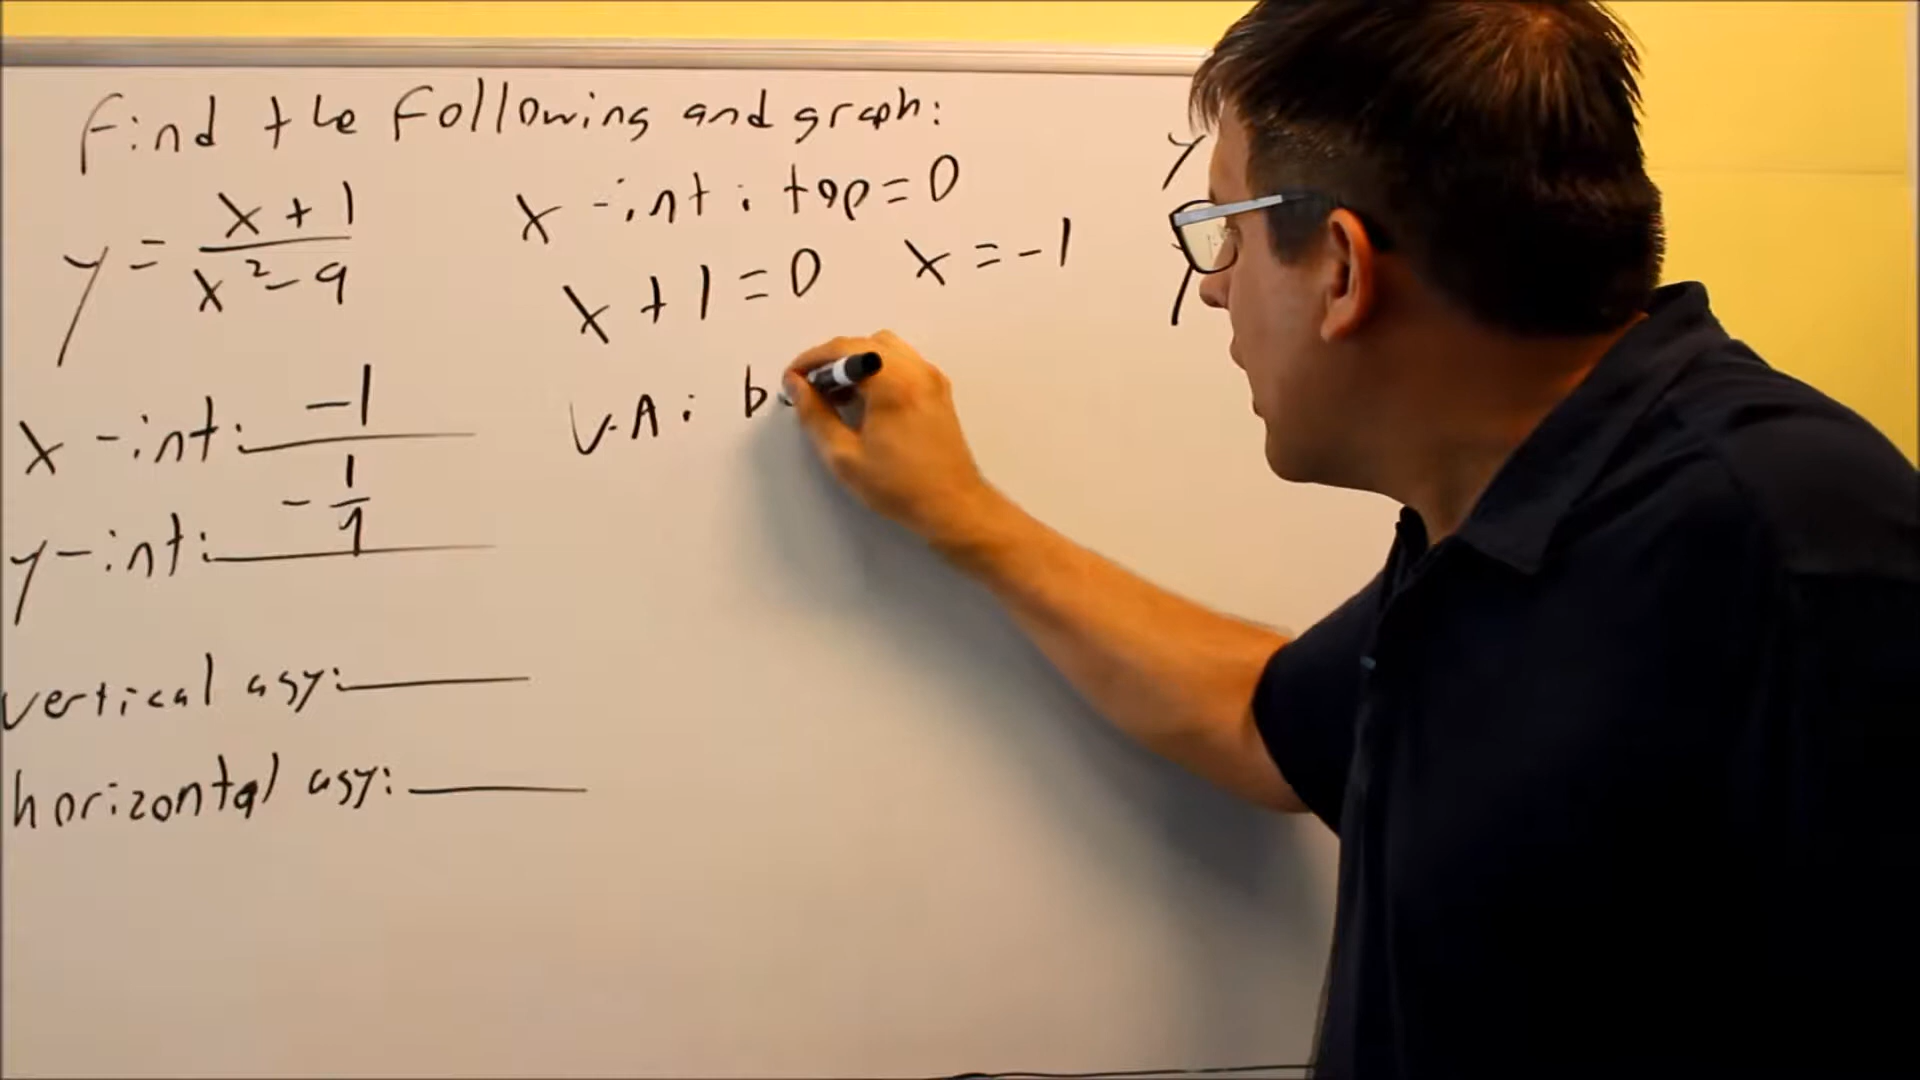 Find the following and graph:
y = (x + 1)/(x² - 9)
x-int: -1
y-int: -1/9
vertical asy:
horizontal asy:
x-int: top = 0
x + 1 = 0 x = -1
V.A: b
y
y